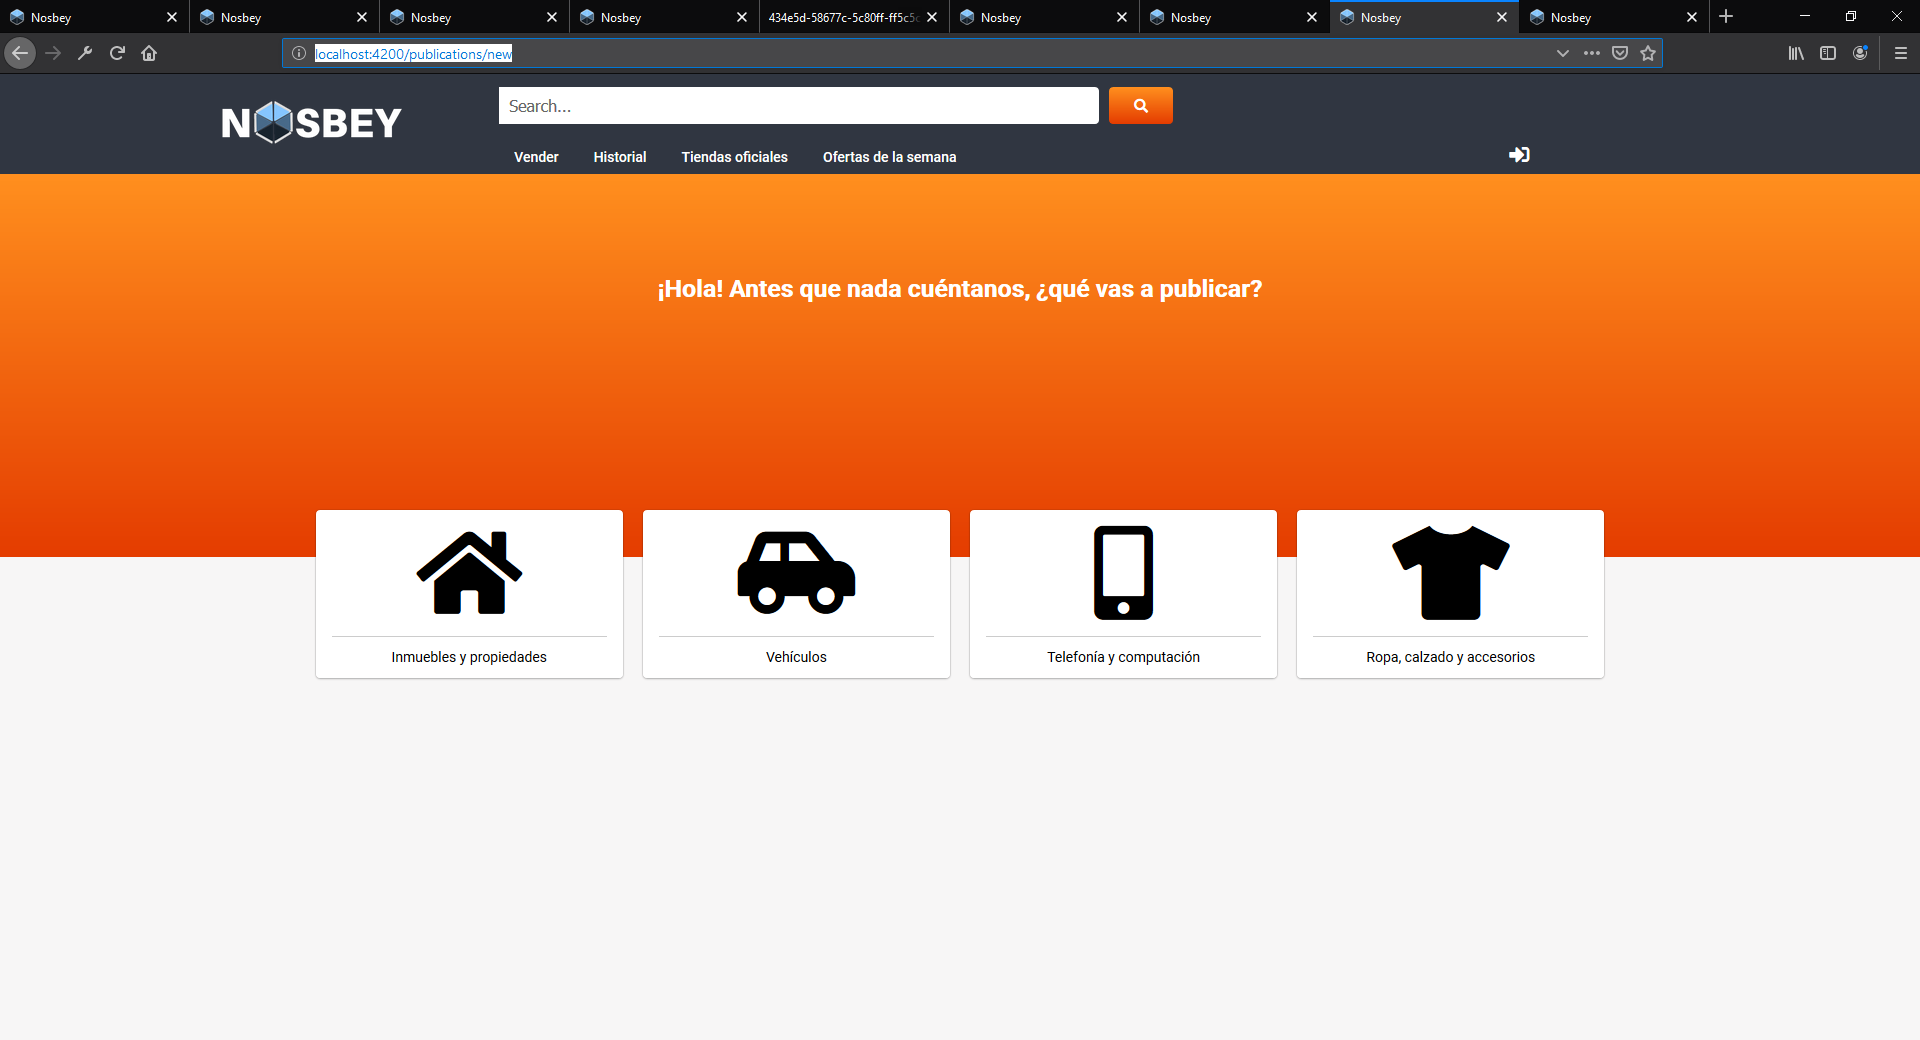 Nosbey
Nosbey
Nosbey
Nosbey
434e5d-58677c-5c80ff-ff5c5c
Nosbey
Nosbey
Nosbey
Nosbey
localhost:4200/publications/new
NOSBEY
Search...
Vender
Historial
Tiendas oficiales
Ofertas de la semana
¡Hola! Antes que nada cuéntanos, ¿qué vas a publicar?
Inmuebles y propiedades
Vehículos
Telefonía y computación
Ropa, calzado y accesorios